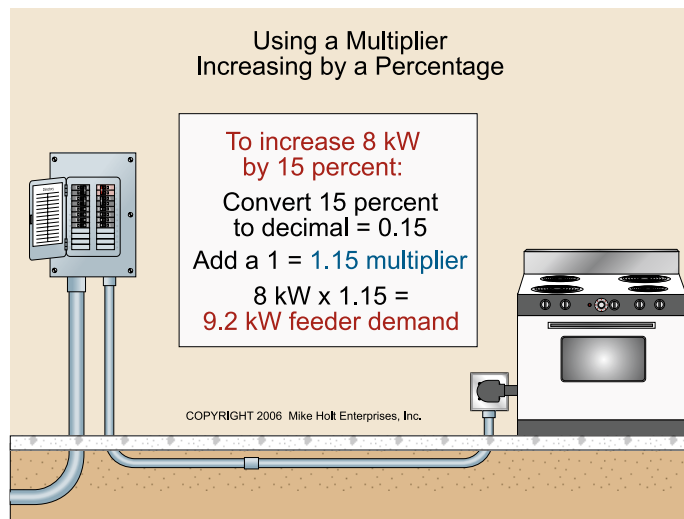 Using a Multiplier
Increasing by a Percentage
To increase 8 kW
by 15 percent:
Convert 15 percent
to decimal = 0.15
Add a 1 = 1.15 multiplier
8 kW x 1.15 =
9.2 kW feeder demand
COPYRIGHT 2006 Mike Holt Enterprises, Inc.